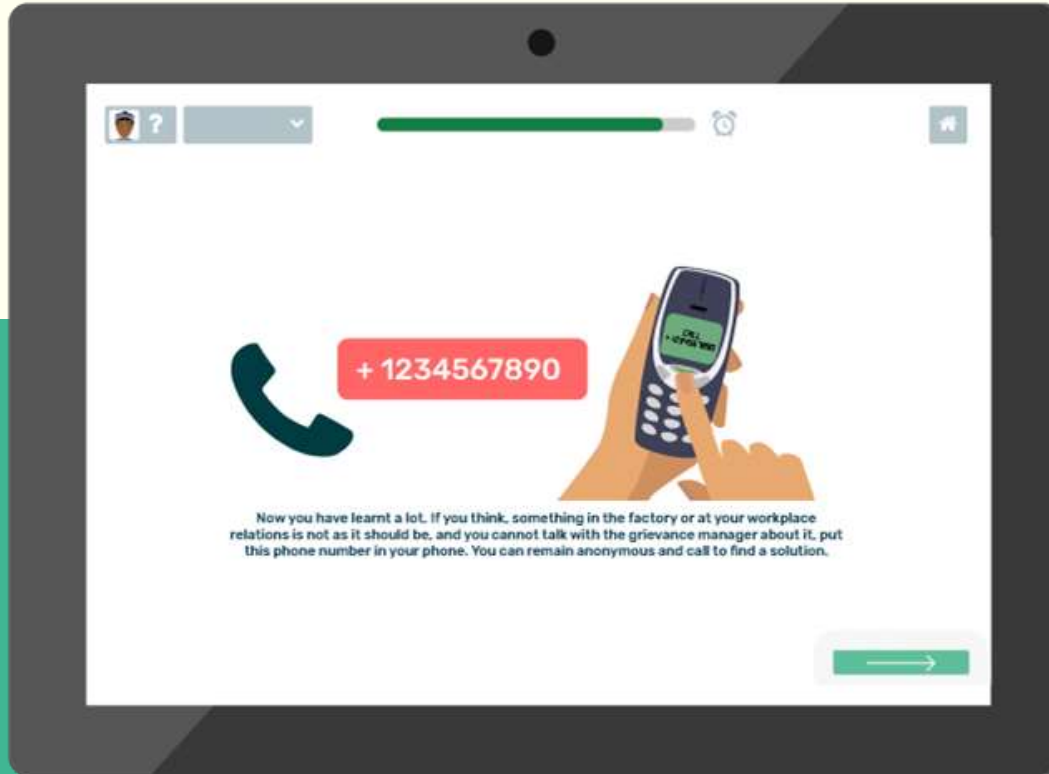 ?
+ 1234567890
CALL
Now you have learnt a lot. If you think, something in the factory or at your workplace
relations is not as it should be, and you cannot talk with the grievance manager about it, put
this phone number in your phone. You can remain anonymous and call to find a solution.